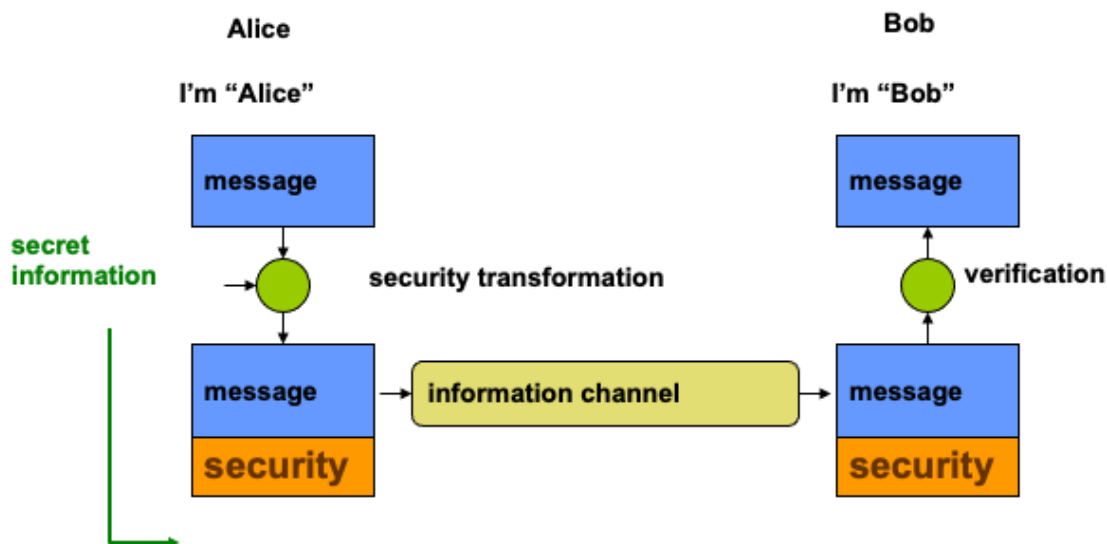 Alice
Bob
I'm “Alice”
I'm “Bob”
message
message
secret
information
security transformation
verification
message
information channel
message
security
security